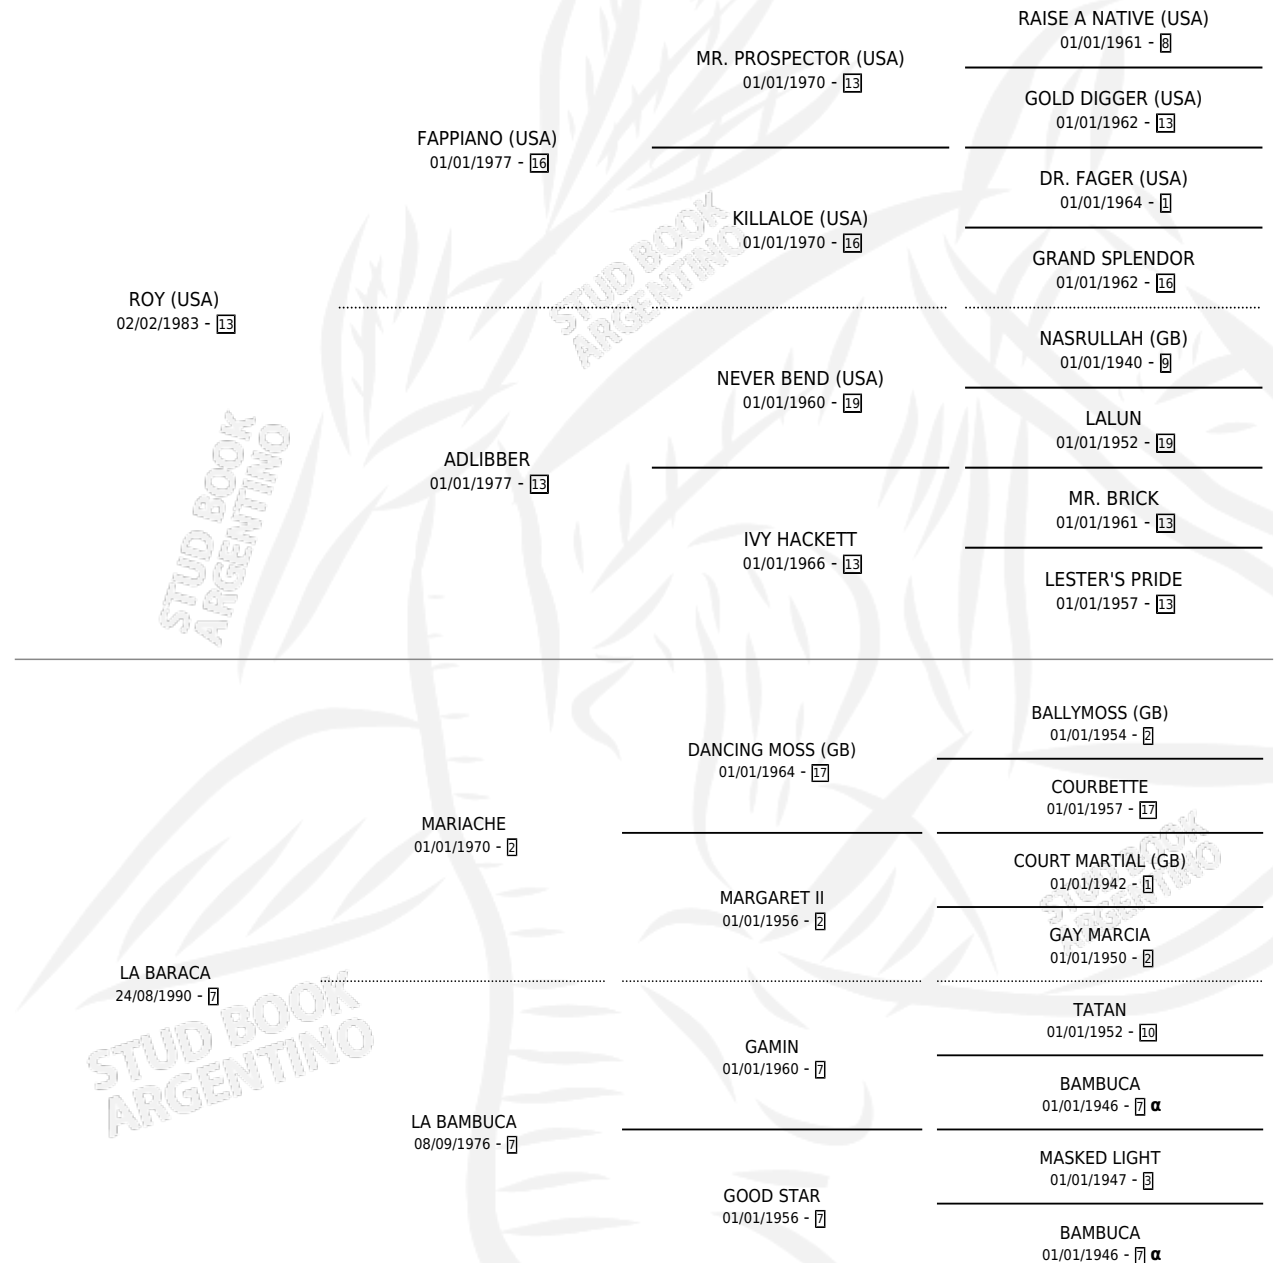 RAISE A NATIVE (USA)
01/01/1961 - 8
MR. PROSPECTOR (USA)
01/01/1970 - 13
GOLD DIGGER (USA)
01/01/1962 - 13
FAPPIANO (USA)
01/01/1977 - 16
DR. FAGER (USA)
01/01/1964 - 1
KILLALOE (USA)
01/01/1970 - 16
GRAND SPLENDOR
01/01/1962 - 16
STUD BOOK
ARGENTINO
ROY (USA)
02/02/1983 - 13
NASRULLAH (GB)
01/01/1940 - 9
NEVER BEND (USA)
01/01/1960 - 19
LALUN
01/01/1952 - 19
ADLIBBER
01/01/1977 - 13
MR. BRICK
01/01/1961 - 13
IVY HACKETT
01/01/1966 - 13
LESTER'S PRIDE
01/01/1957 - 13
STUD BOOK
ARGENTINO
BALLYMOSS (GB)
01/01/1954 - 2
DANCING MOSS (GB)
01/01/1964 - 17
COURBETTE
01/01/1957 - 17
MARIACHE
01/01/1970 - 2
COURT MARTIAL (GB)
01/01/1942 - 1
MARGARET II
01/01/1956 - 2
GAY MARCIA
01/01/1950 - 2
STUD BOOK
ARGENTINO
LA BARACA
24/08/1990 - 7
TATAN
01/01/1952 - 10
GAMIN
01/01/1960 - 7
BAMBUCA
01/01/1946 - 7 α
LA BAMBUCA
08/09/1976 - 7
MASKED LIGHT
01/01/1947 - 3
GOOD STAR
01/01/1956 - 7
BAMBUCA
01/01/1946 - 7 α
STUD BOOK
ARGENTINO